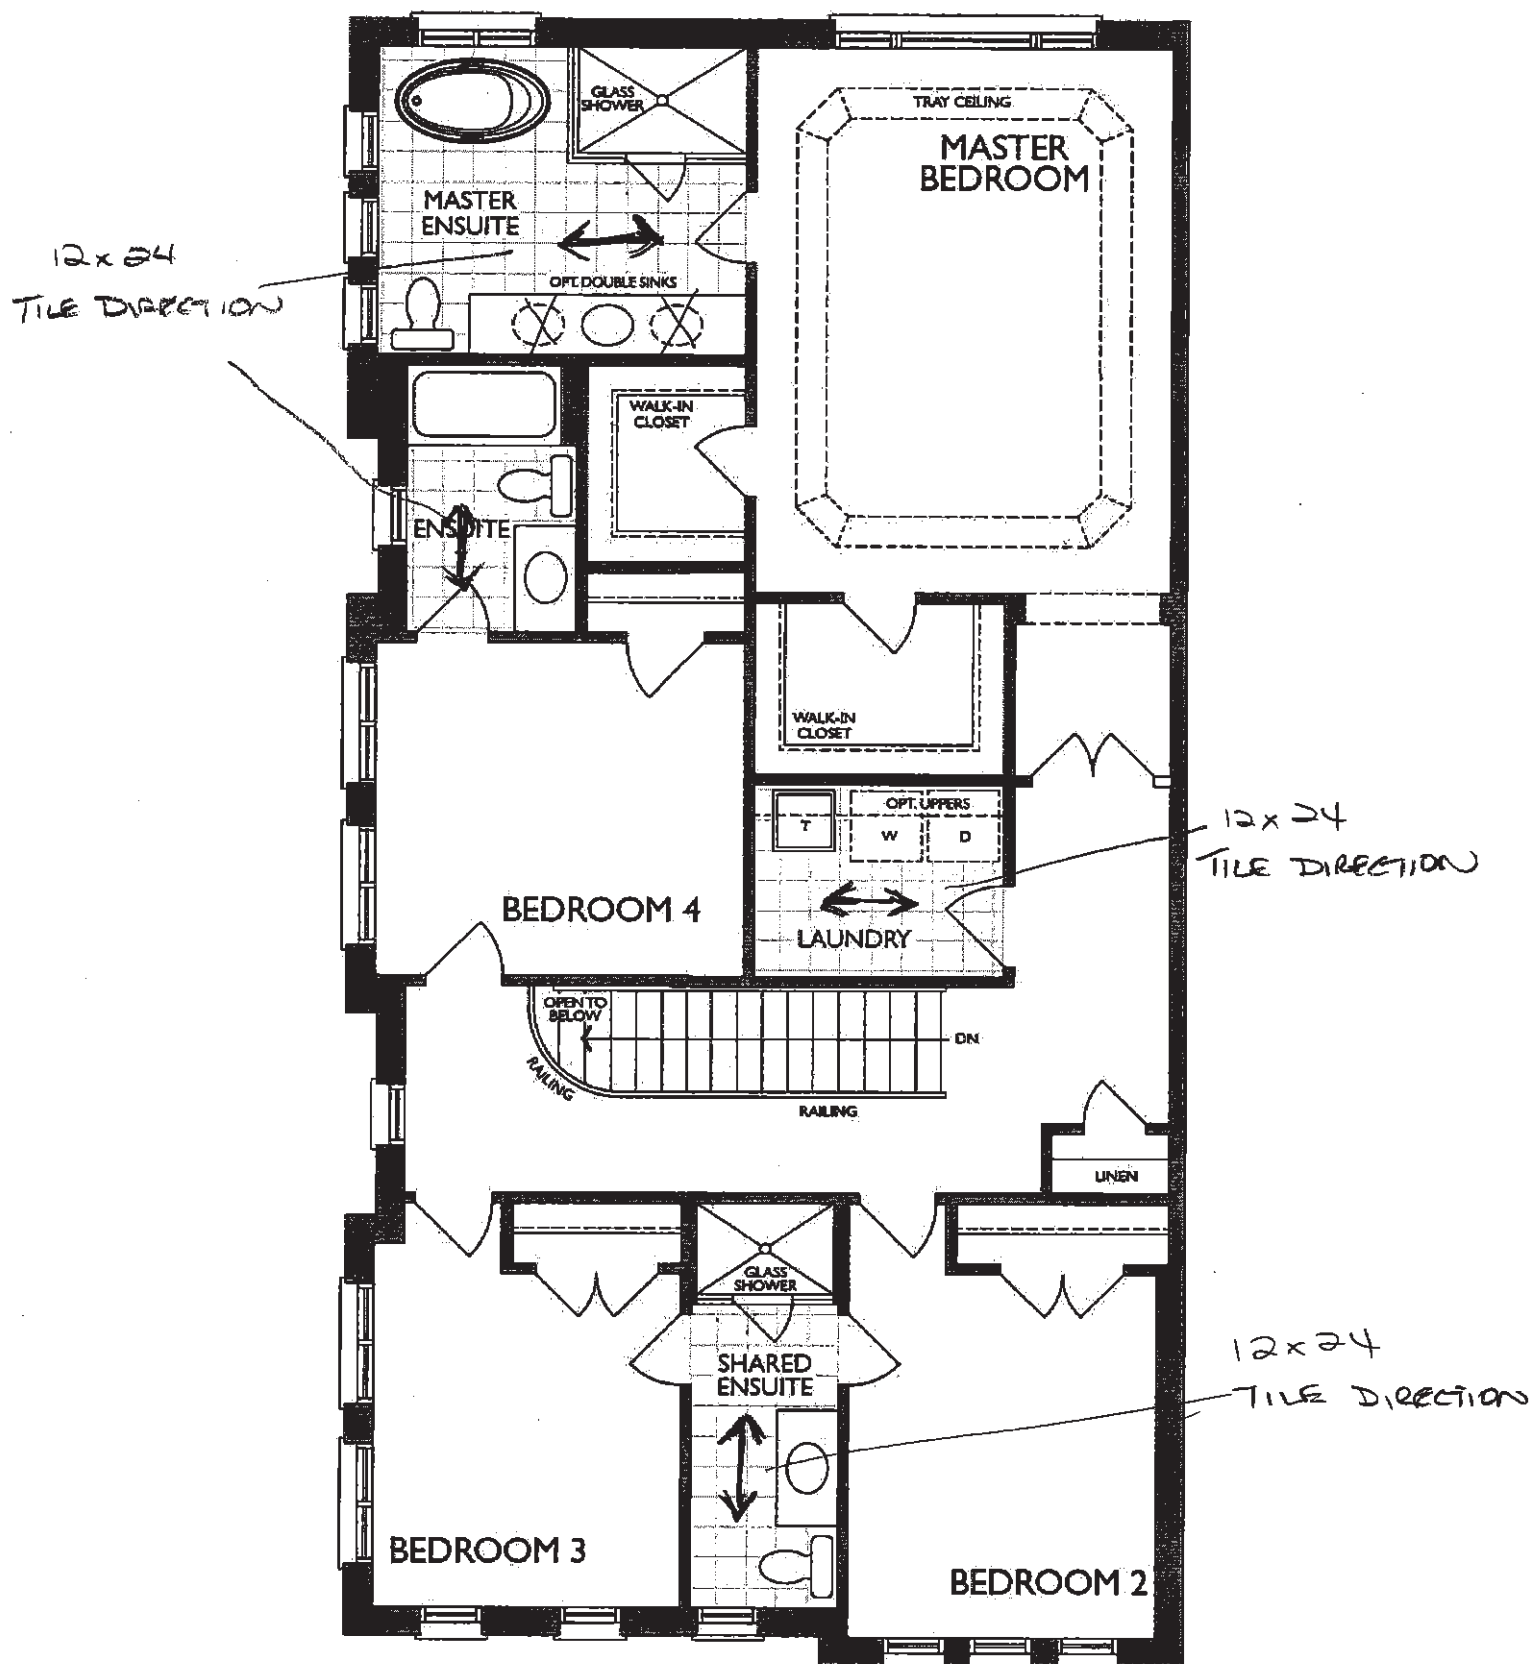 GLASS
SHOWER
TRAY CEILING
MASTER
BEDROOM
MASTER
ENSUITE
12x24
TILE DIRECTION
OPT. DOUBLE SINKS
WALK-IN
CLOSET
ENSUITE
WALK-IN
CLOSET
OPT. UPPERS
T
W
D
12x24
TILE DIRECTION
BEDROOM 4
LAUNDRY
OPEN TO
BELOW
DN
RAILING
RAILING
LINEN
GLASS
SHOWER
SHARED
ENSUITE
12x24
TILE DIRECTION
BEDROOM 3
BEDROOM 2